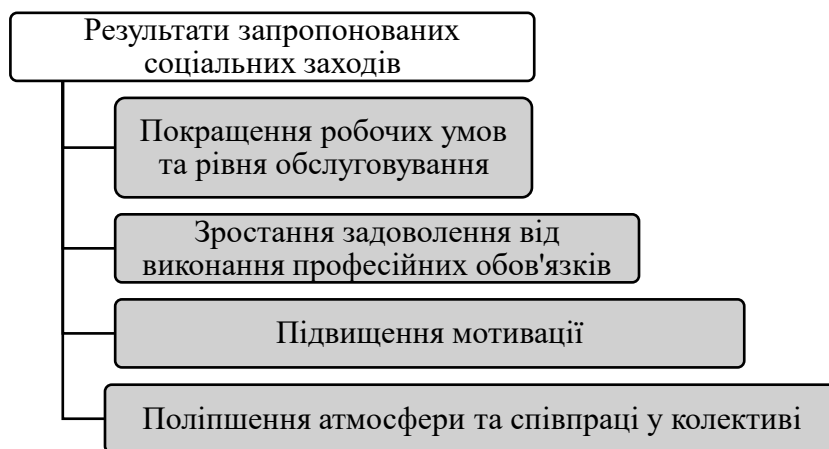 Результати запропонованих
соціальних заходів
Покращення робочих умов
та рівня обслуговування
Зростання задоволення від
виконання професійних обов'язків
Підвищення мотивації
Поліпшення атмосфери та співпраці у колективі